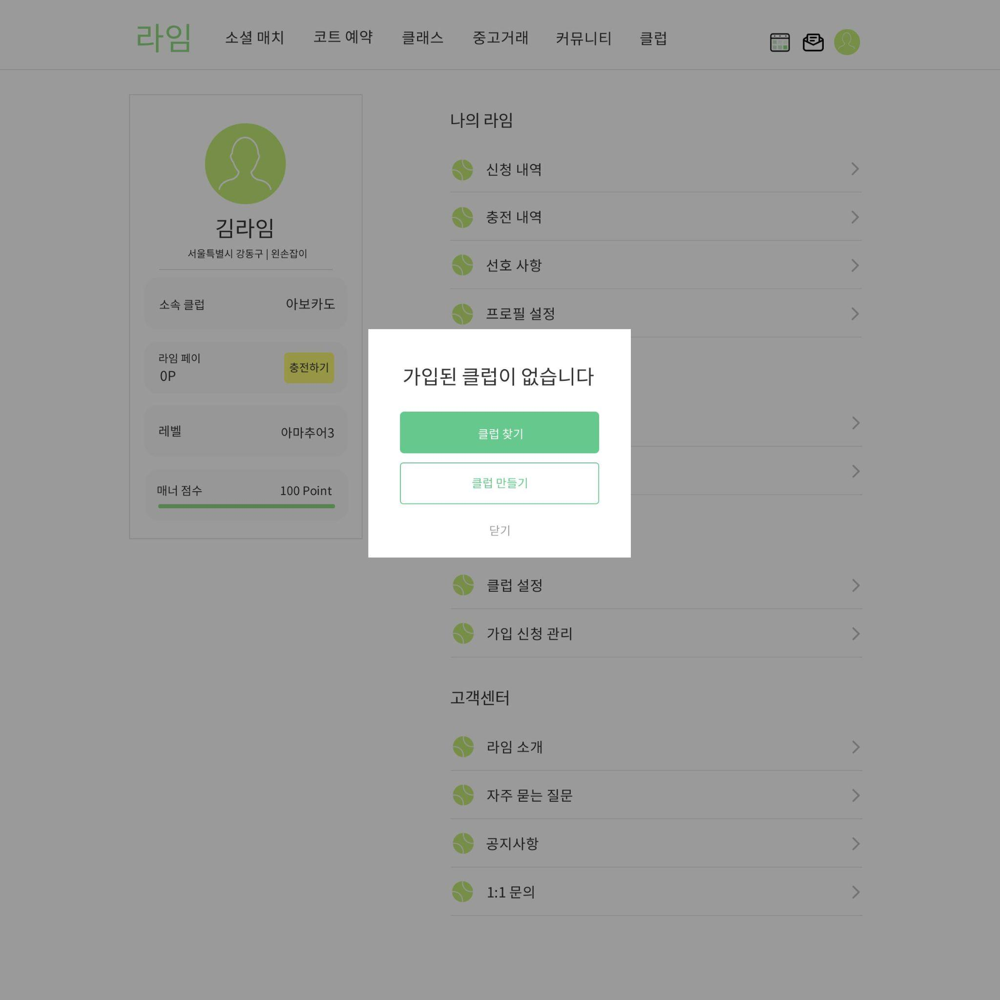 라임
소셜 매치
코트 예약
클래스
중고거래
커뮤니티
클럽
김라임
서울특별시 강동구 | 왼손잡이
소속 클럽
아보카도
라임 페이
0P
충전하기
레벨
아마추어3
매너 점수
100 Point
나의 라임
신청 내역
충전 내역
선호 사항
프로필 설정
가입된 클럽이 없습니다
클럽 찾기
클럽 만들기
닫기
클럽 설정
가입 신청 관리
고객센터
라임 소개
자주 묻는 질문
공지사항
1:1 문의